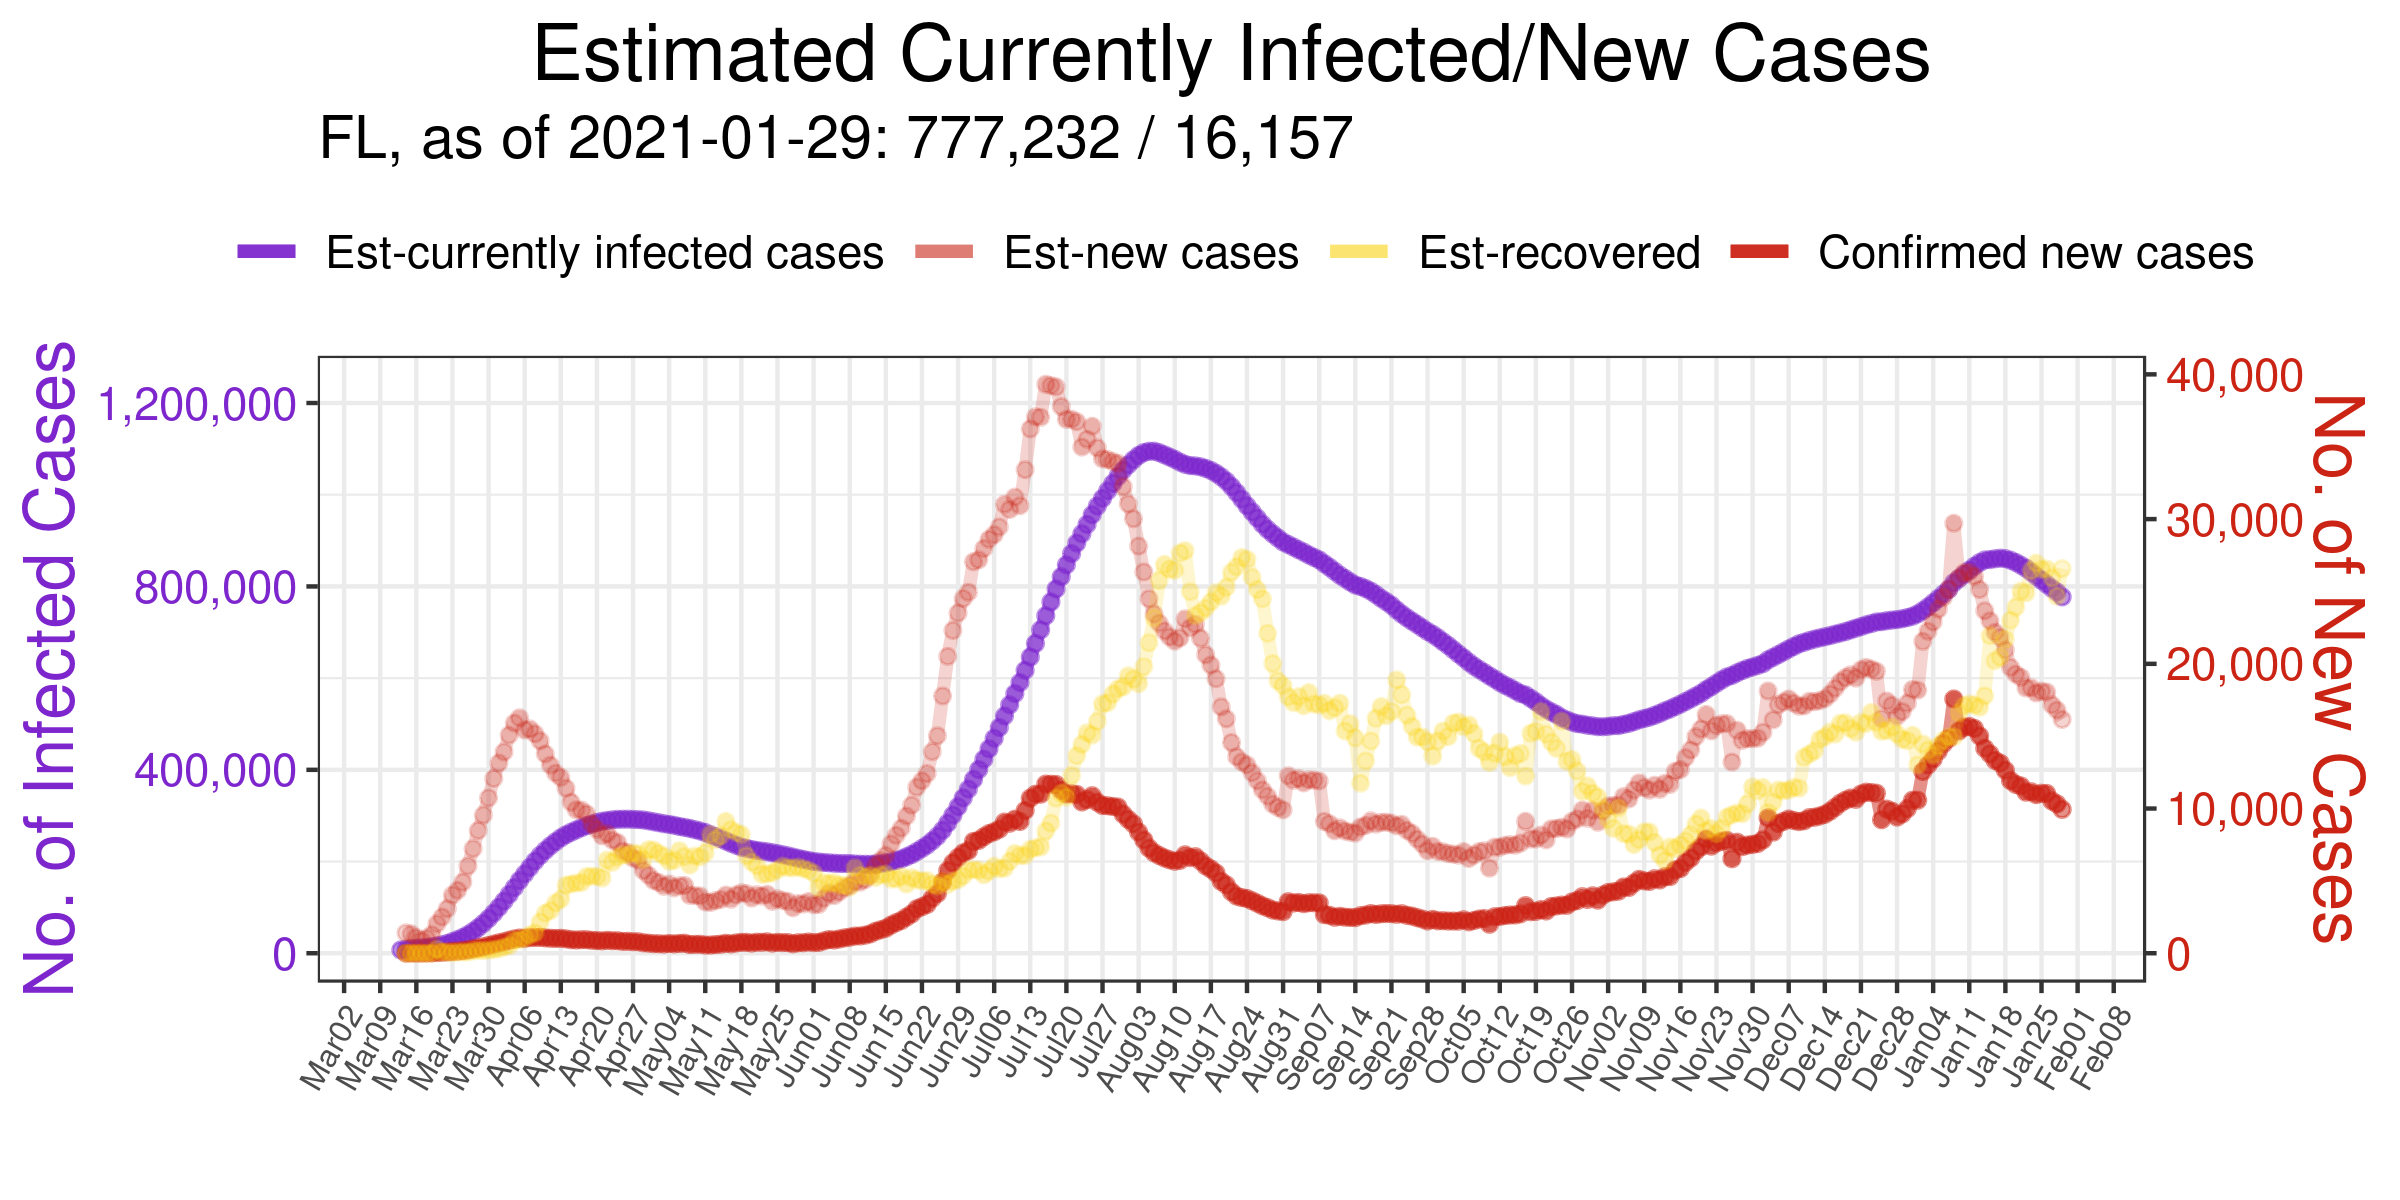 Estimated Currently Infected/New Cases
FL, as of 2021-01-29: 777,232 / 16,157
Est-currently infected cases
Est-new cases
Est-recovered
Confirmed new cases
No. of Infected Cases
1,200,000
800,000
400,000
0
40,000
30,000
20,000
10,000
0
No. of New Cases
Mar02
Mar09
Mar16
Mar23
Mar30
Apr06
Apr13
Apr20
Apr27
May04
May11
May18
May25
Jun01
Jun08
Jun15
Jun22
Jun29
Jul06
Jul13
Jul20
Jul27
Aug03
Aug10
Aug17
Aug24
Aug31
Sep07
Sep14
Sep21
Sep28
Oct05
Oct12
Oct19
Oct26
Nov02
Nov09
Nov16
Nov23
Nov30
Dec07
Dec14
Dec21
Dec28
Jan04
Jan11
Jan18
Jan25
Feb01
Feb08